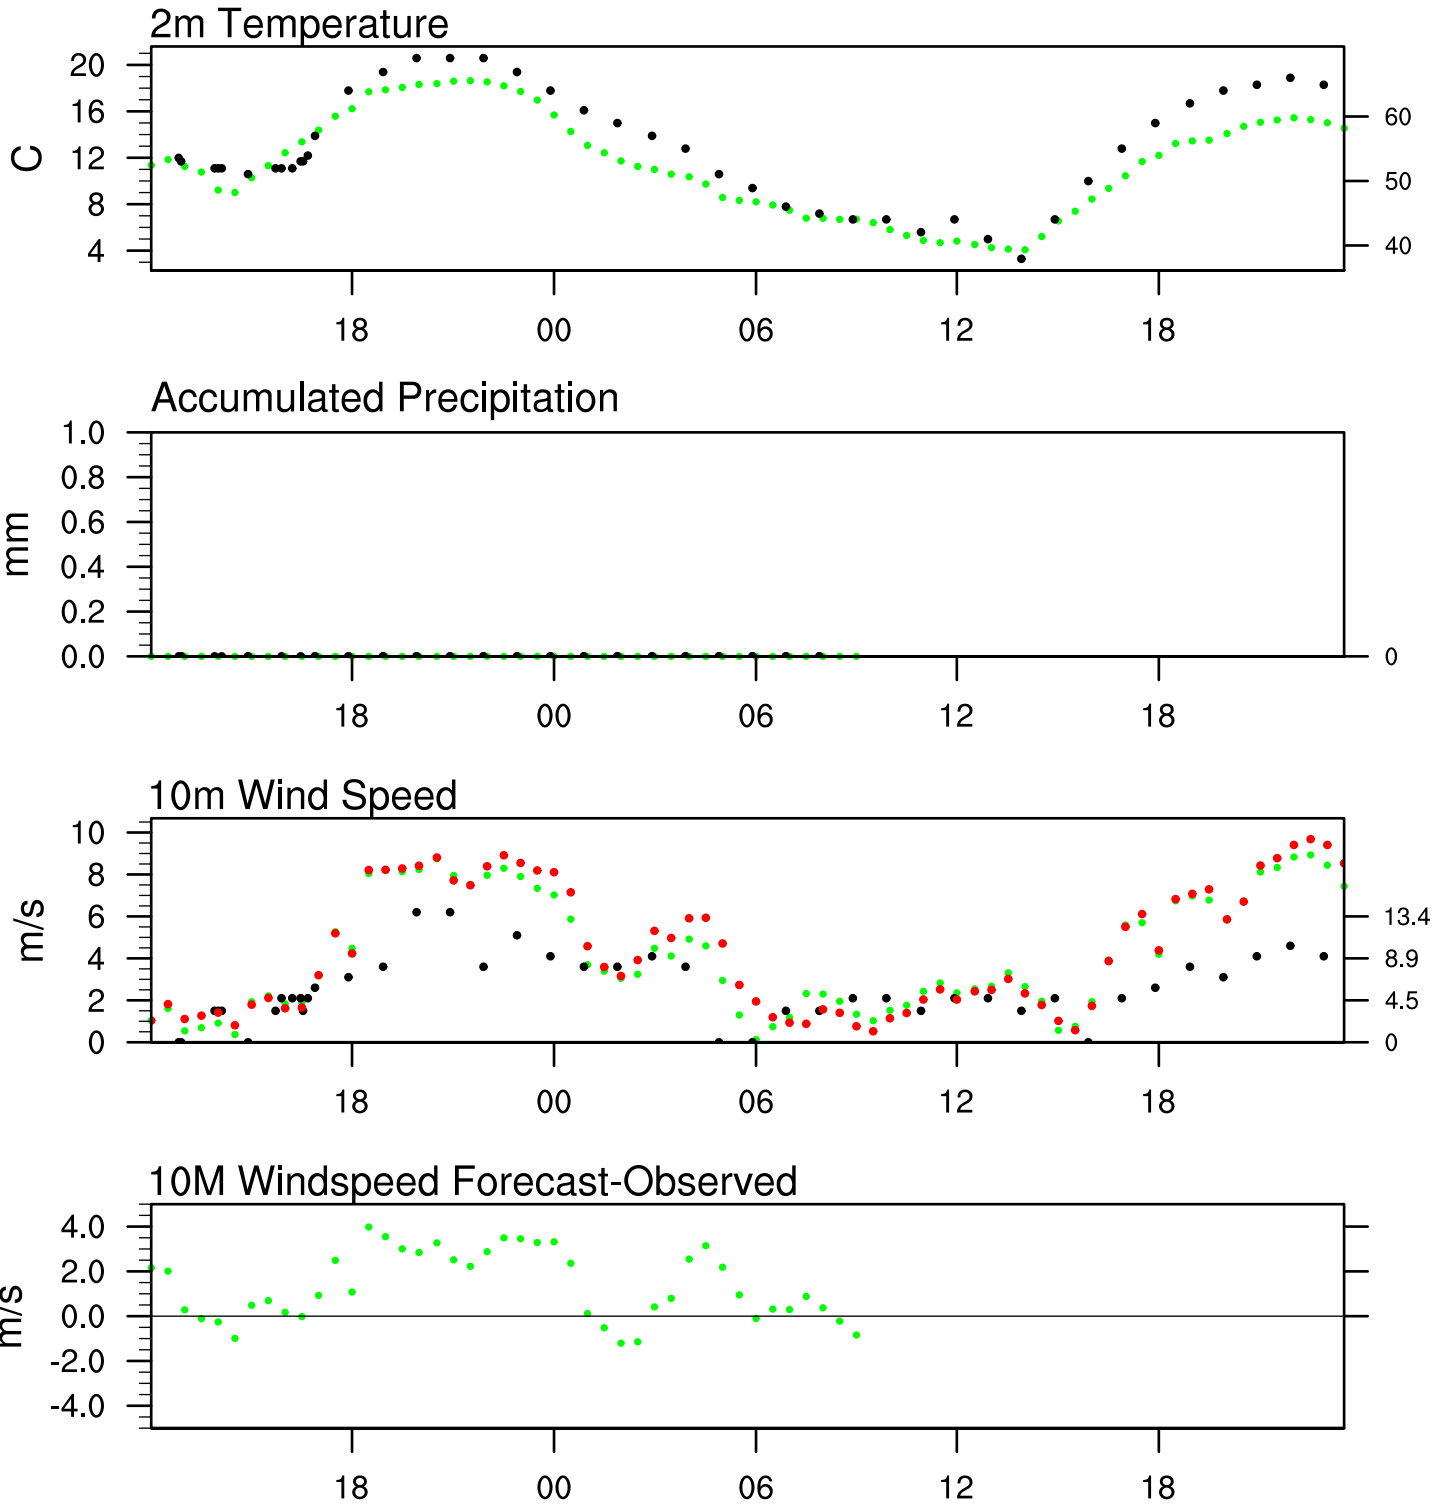 2m Temperature
20
16
12
8
4
C
60
50
40
18 00 06 12 18
Accumulated Precipitation
1.0
0.8
0.6
0.4
0.2
0.0
mm
0
18 00 06 12 18
10m Wind Speed
10
8
6
4
2
0
m/s
13.4
8.9
4.5
0
18 00 06 12 18
10M Windspeed Forecast-Observed
4.0
2.0
0.0
-2.0
-4.0
m/s
18 00 06 12 18